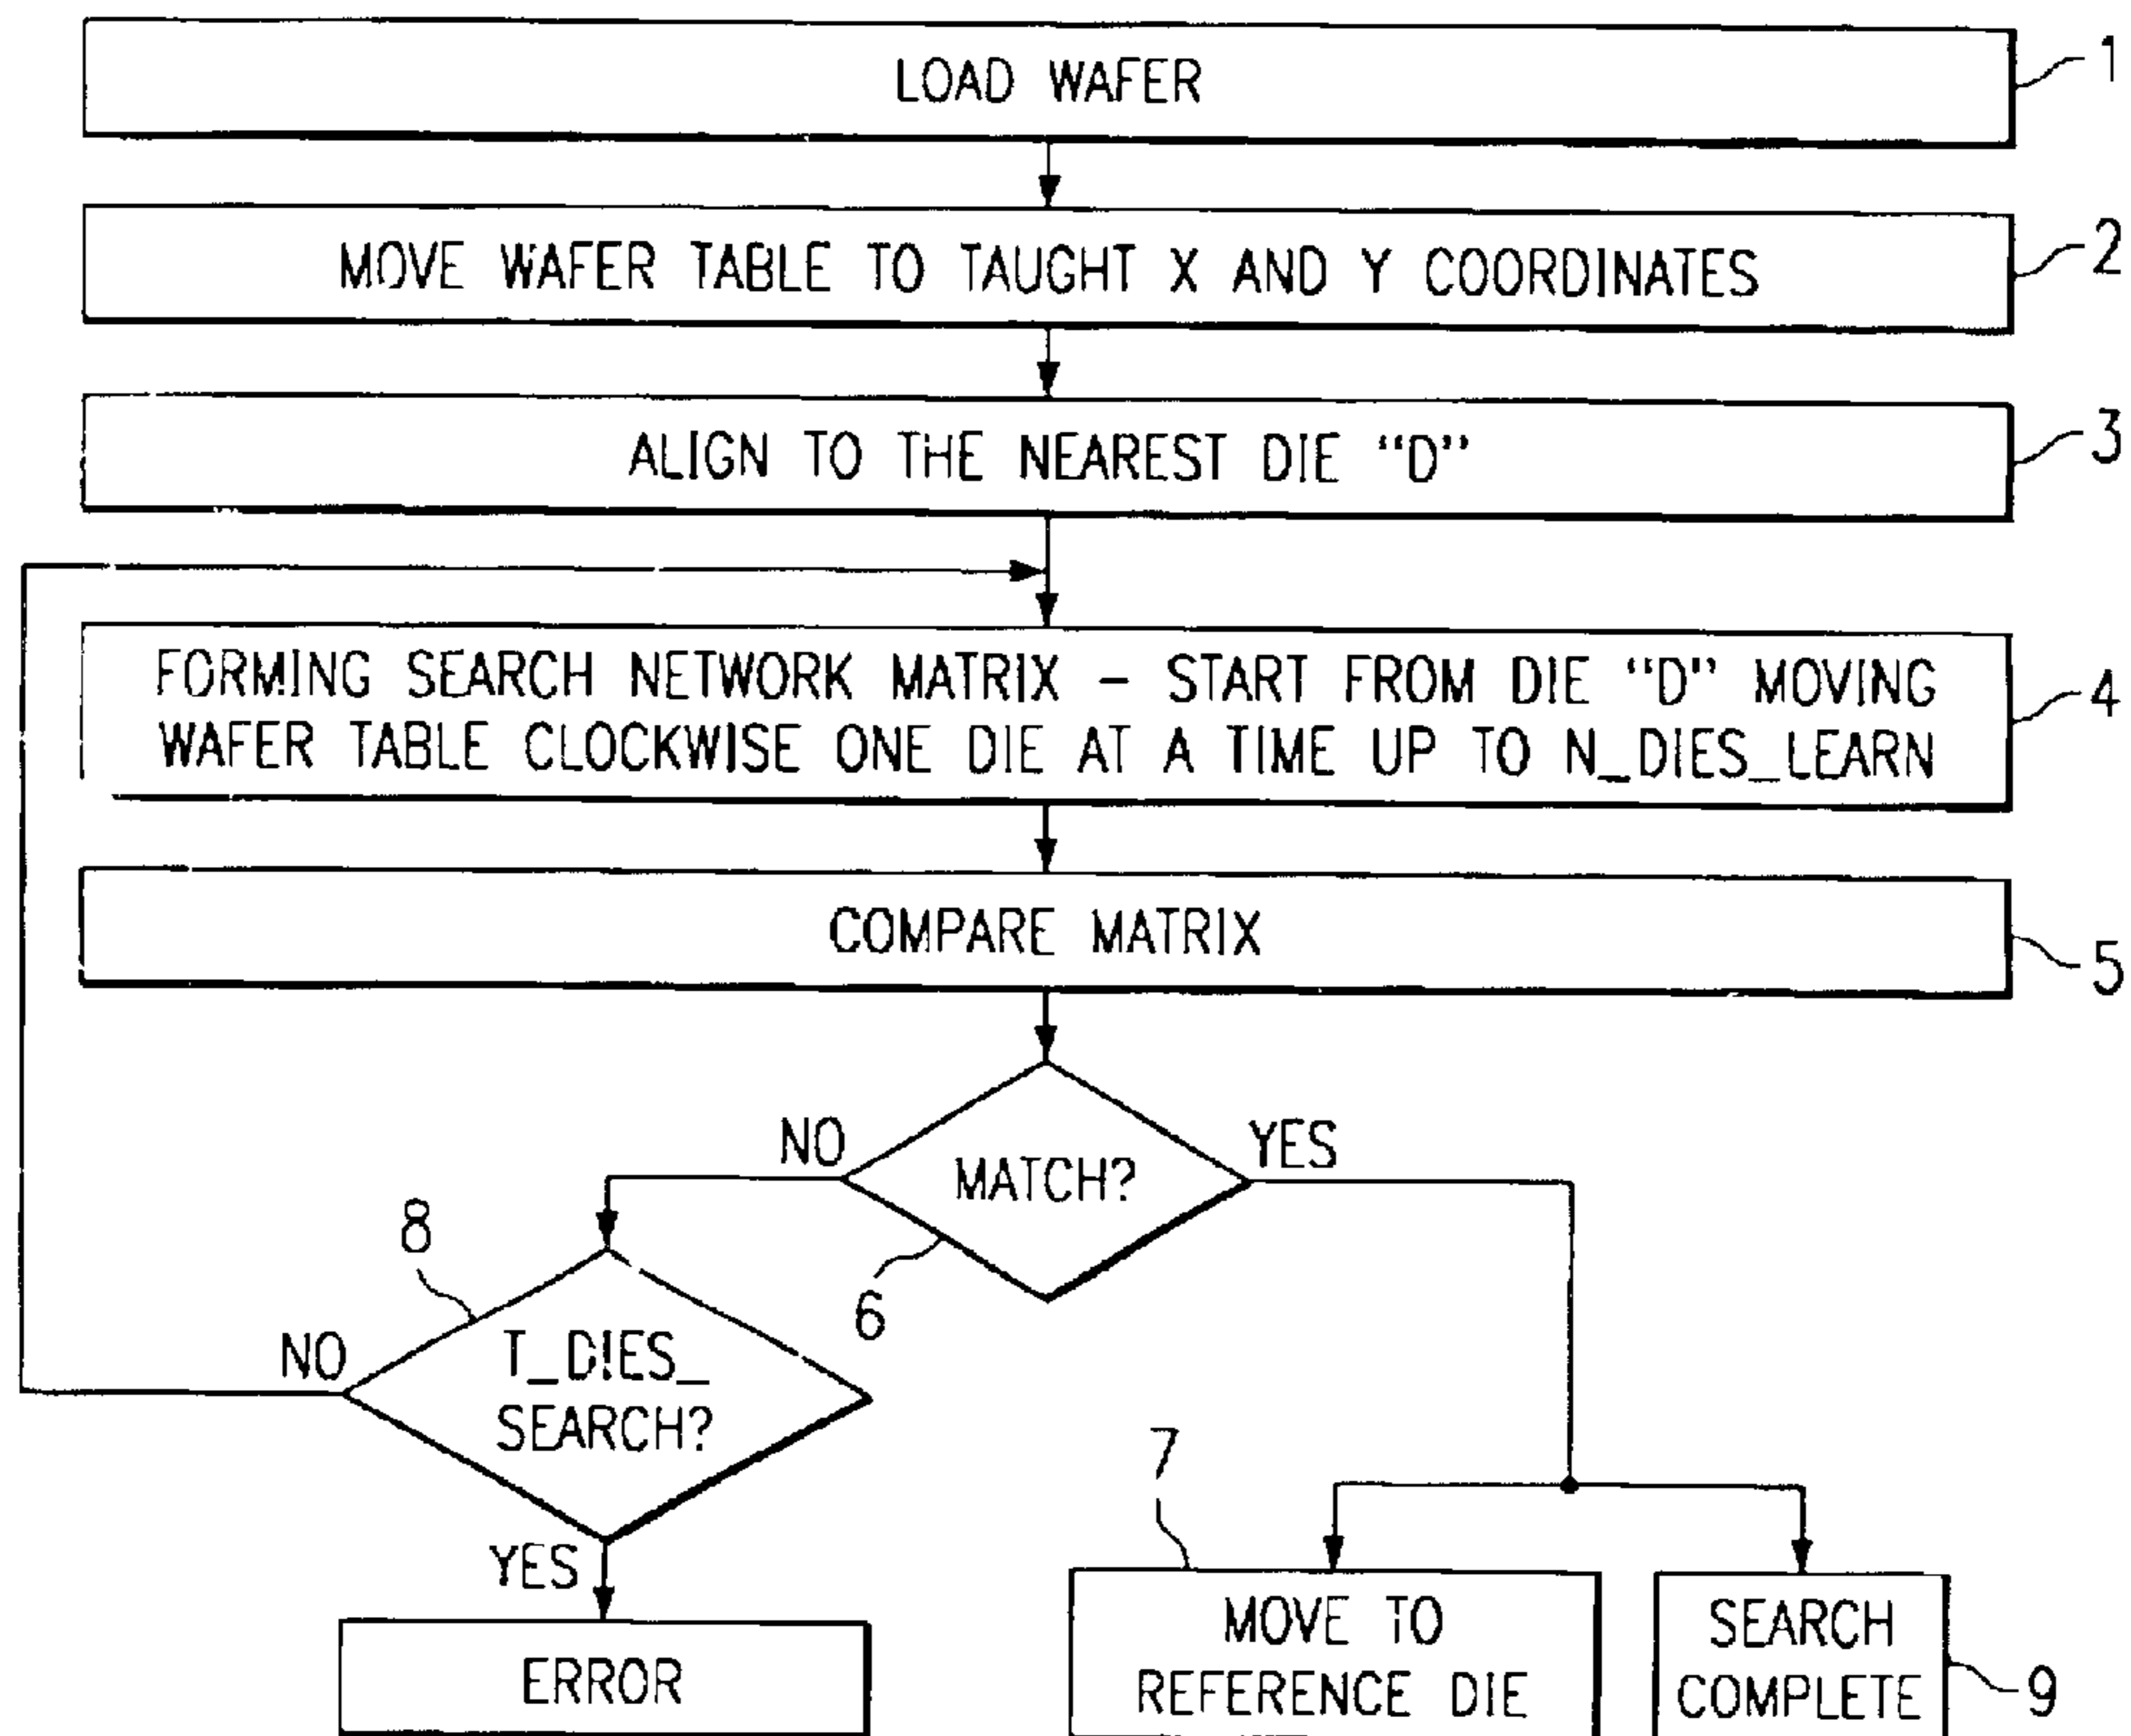 LOAD WAFER
1
MOVE WAFER TABLE TO TAUGHT X AND Y COORDINATES
2
ALIGN TO THE NEAREST DIE “D”
3
FORMING SEARCH NETWORK MATRIX – START FROM DIE “D” MOVING
WAFER TABLE CLOCKWISE ONE DIE AT A TIME UP TO N_DIES_LEARN
4
COMPARE MATRIX
5
MATCH?
NO
YES
6
8
T_DIES_
SEARCH?
NO
YES
ERROR
7
MOVE TO
REFERENCE DIE
SEARCH
COMPLETE
9